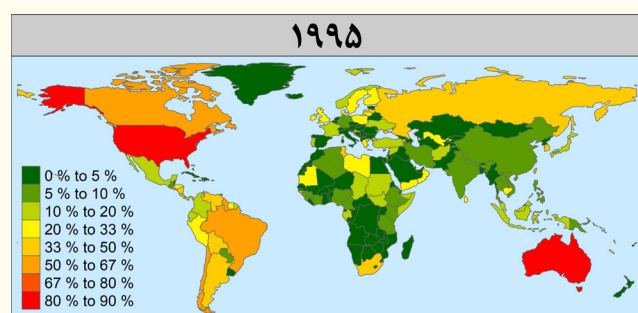 ۱۹۹۵
0 % to 5 %
5 % to 10 %
10 % to 20 %
20 % to 33 %
33 % to 50 %
50 % to 67 %
67 % to 80 %
80 % to 90 %